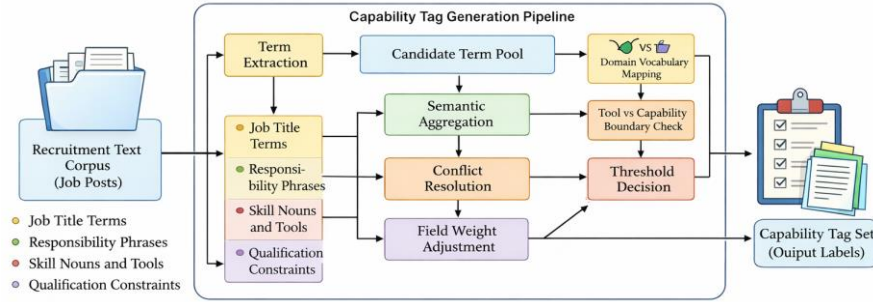 Capability Tag Generation Pipeline
Term
Extraction
Candidate Term Pool
VS
Domain Vocabulary
Mapping
Recruitment Text
Corpus
(Job Posts)
Job Title
Terms
Responsi-
bility Phrases
Skill Nouns
and Tools
Qualification
Constraints
Semantic
Aggregation
Tool vs Capability
Boundary Check
Conflict
Resolution
Threshold
Decision
Field Weight
Adjustment
Capability Tag Set
(Ouiput Labels)
Job Title Terms
Responsibility Phrases
Skill Nouns and Tools
Qualification Constraints